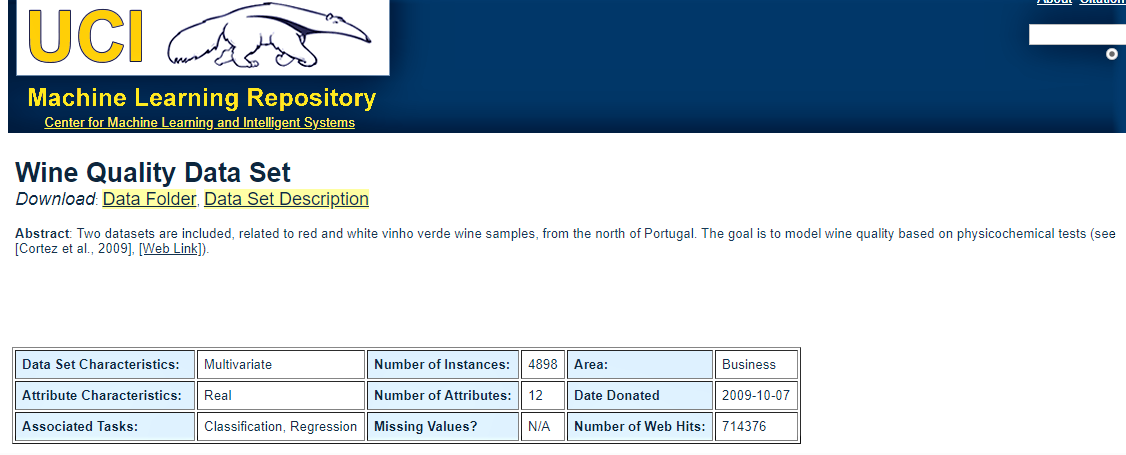 About Citation
UCI
Machine Learning Repository
Center for Machine Learning and Intelligent Systems
Wine Quality Data Set
Download: Data Folder, Data Set Description
Abstract: Two datasets are included, related to red and white vinho verde wine samples, from the north of Portugal. The goal is to model wine quality based on physicochemical tests (see
[Cortez et al., 2009], [Web Link]).
Data Set Characteristics: Multivariate Number of Instances: 4898 Area: Business
Attribute Characteristics: Real Number of Attributes: 12 Date Donated 2009-10-07
Associated Tasks: Classification, Regression Missing Values? N/A Number of Web Hits: 714376